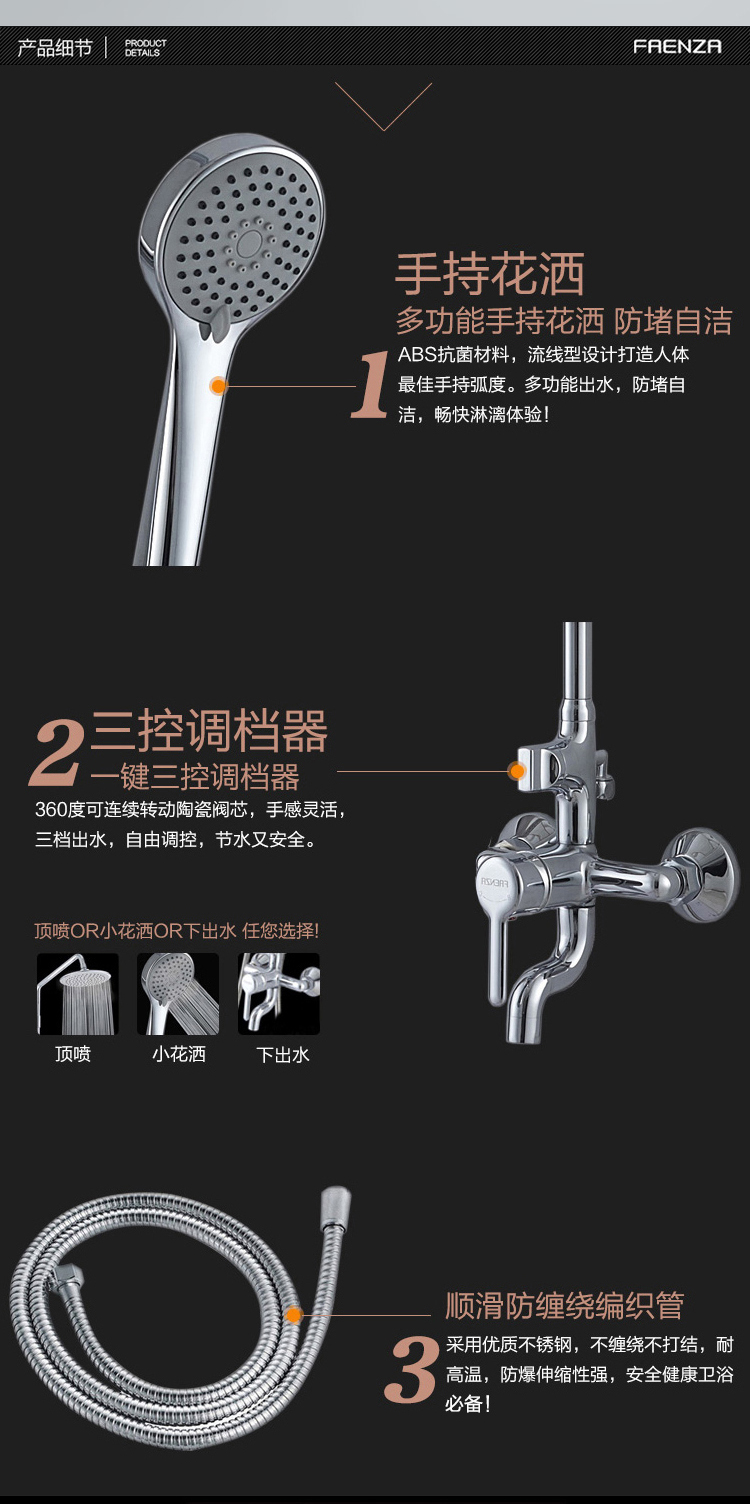 产品细节
PRODUCT
DETAILS
FAENZA
手持花洒
多功能手持花洒 防堵自洁
1
ABS抗菌材料，流线型设计打造人体
最佳手持弧度。多功能出水，防堵自
洁，畅快淋漓体验！
2
三控调档器
一键三控调档器
360度可连续转动陶瓷阀芯，手感灵活，
三档出水，自由调控，节水又安全。
FAENZA
顶喷OR小花洒OR下出水 任您选择!
顶喷
小花洒
下出水
顺滑防缠绕编织管
3
采用优质不锈钢，不缠绕不打结，耐
高温，防爆伸缩性强，安全健康卫浴
必备！